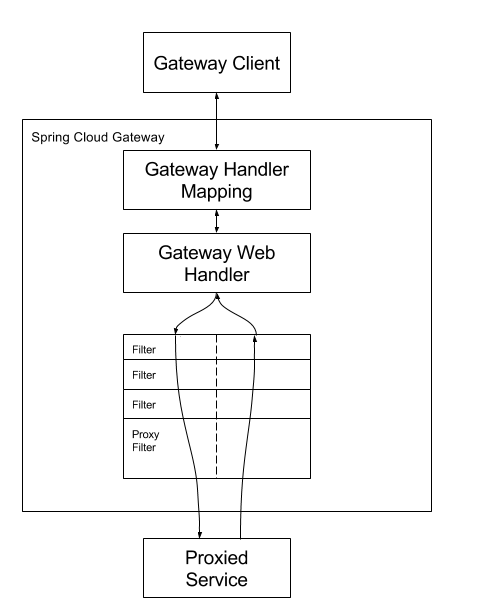 Gateway Client
Spring Cloud Gateway
Gateway Handler
Mapping
Gateway Web
Handler
Filter
Filter
Filter
Proxy
Filter
Proxied
Service